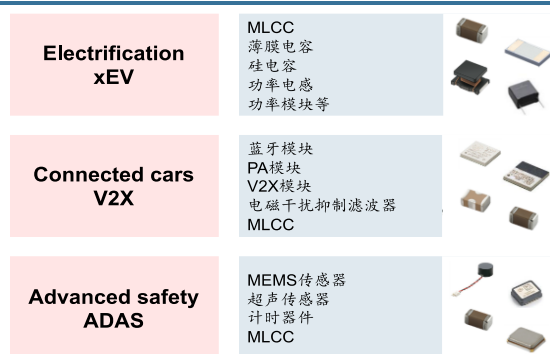 Electrification
xEV
MLCC
薄膜电容
硅电容
功率电感
功率模块等
Connected cars
V2X
蓝牙模块
PA模块
V2X模块
电磁干扰抑制滤波器
MLCC
Advanced safety
ADAS
MEMS传感器
超声传感器
计时器件
MLCC